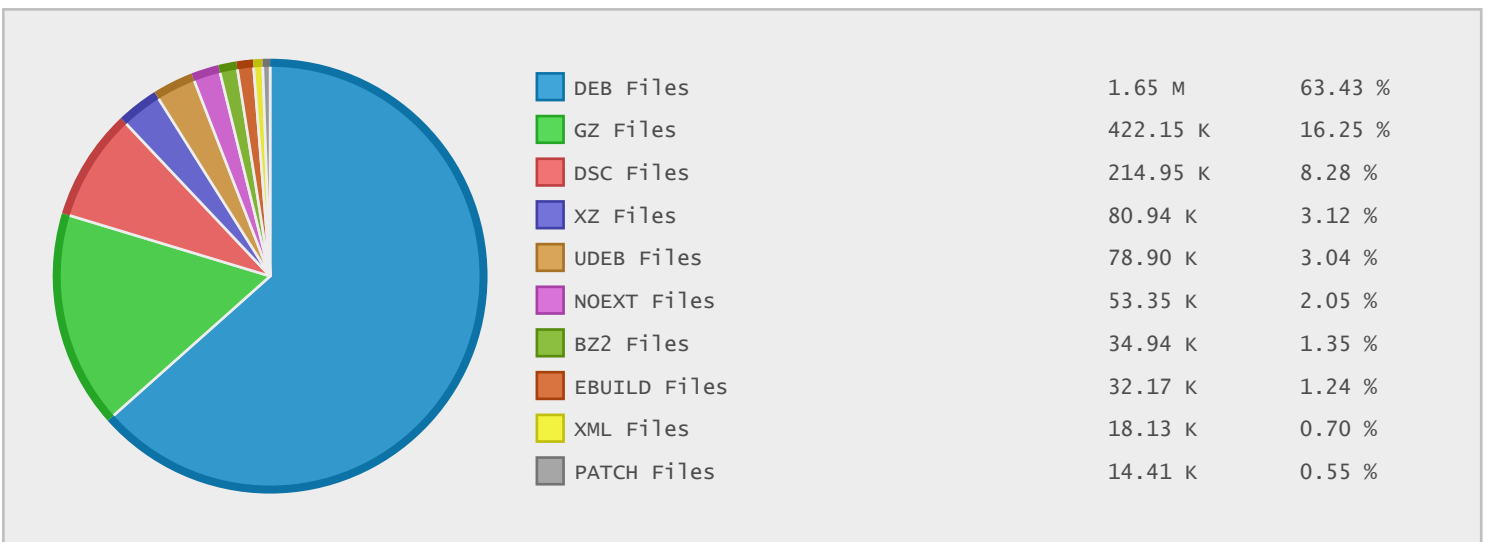 DEB Files 1.65 M 63.43 %
GZ Files 422.15 K 16.25 %
DSC Files 214.95 K 8.28 %
XZ Files 80.94 K 3.12 %
UDEB Files 78.90 K 3.04 %
NOEXT Files 53.35 K 2.05 %
BZ2 Files 34.94 K 1.35 %
EBUILD Files 32.17 K 1.24 %
XML Files 18.13 K 0.70 %
PATCH Files 14.41 K 0.55 %